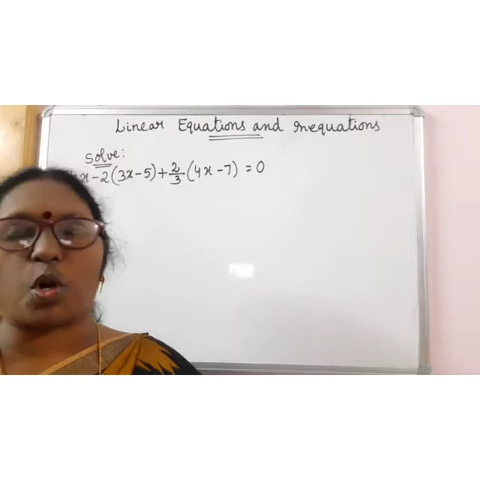 Linear Equations and Inequations
Solve:
x-2(3x-5)+2/3(4x-7)=0